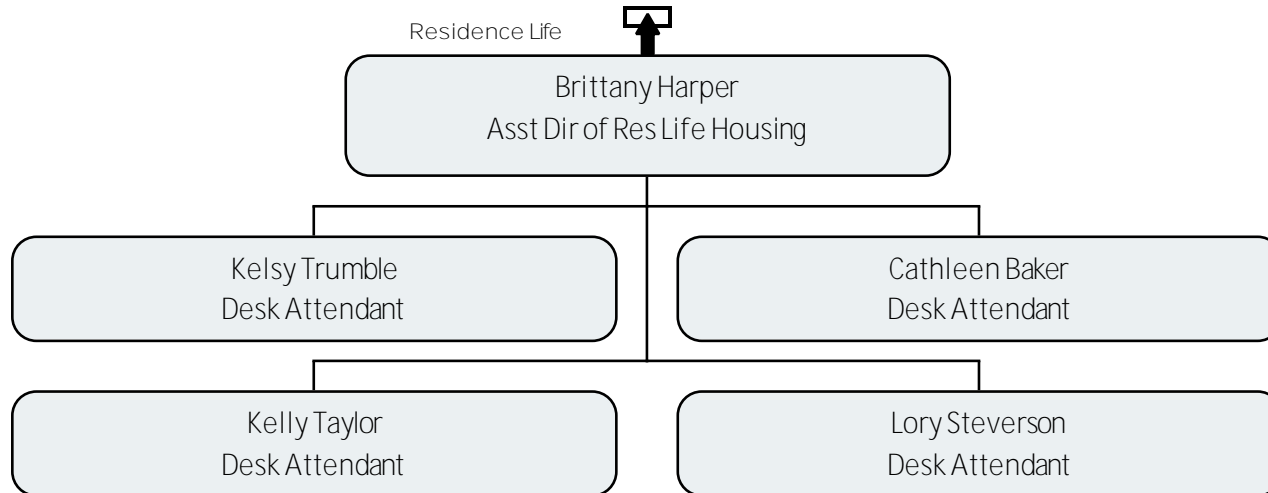 Residence Life
Brittany Harper
Asst Dir of Res Life Housing
Kelsy Trumble
Desk Attendant
Cathleen Baker
Desk Attendant
Kelly Taylor
Desk Attendant
Lory Steverson
Desk Attendant